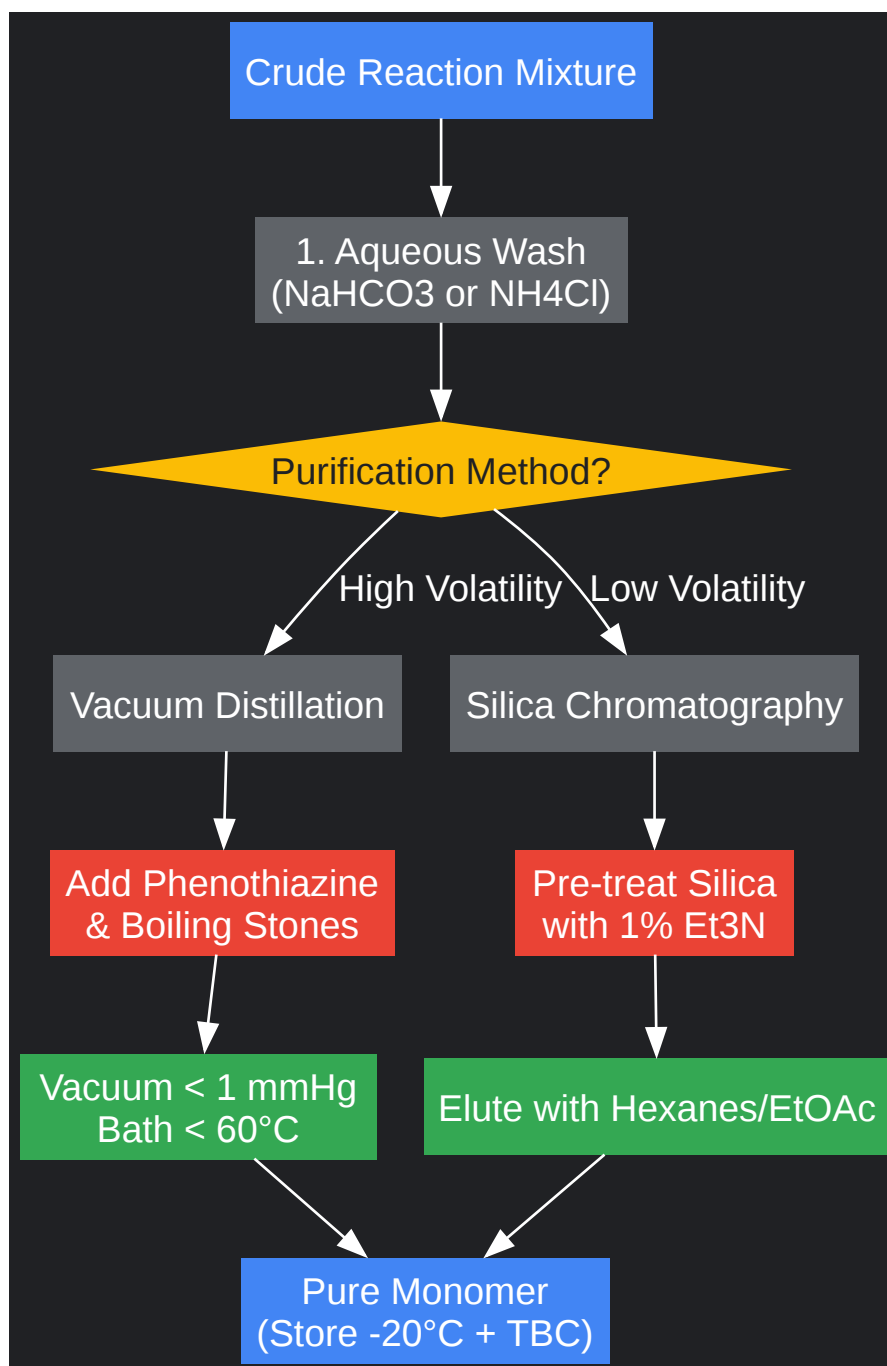 Crude Reaction Mixture
1. Aqueous Wash
(NaHCO3 or NH4Cl)
Purification Method?
High Volatility
Low Volatility
Vacuum Distillation
Silica Chromatography
Add Phenothiazine
& Boiling Stones
Pre-treat Silica
with 1% Et3N
Vacuum < 1 mmHg
Bath < 60°C
Elute with Hexanes/EtOAc
Pure Monomer
(Store -20°C + TBC)